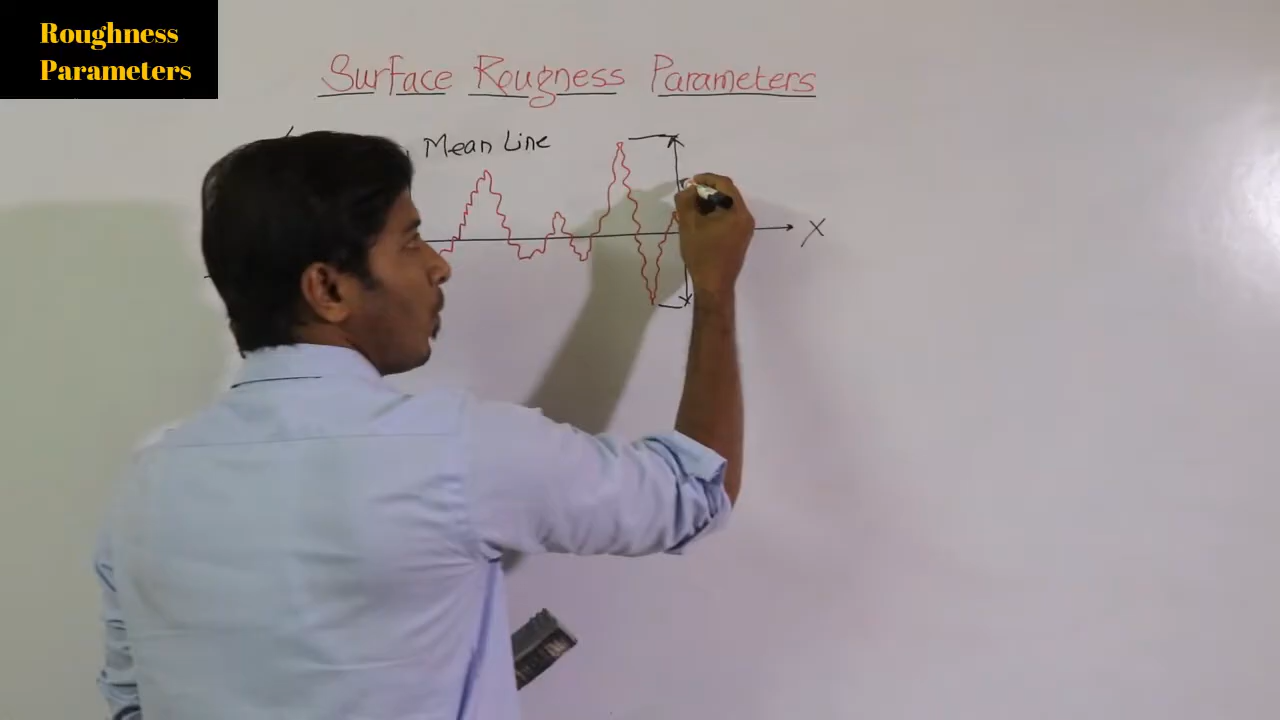 Roughness
Parameters
Surface Rougness Parameters
Mean Line
X